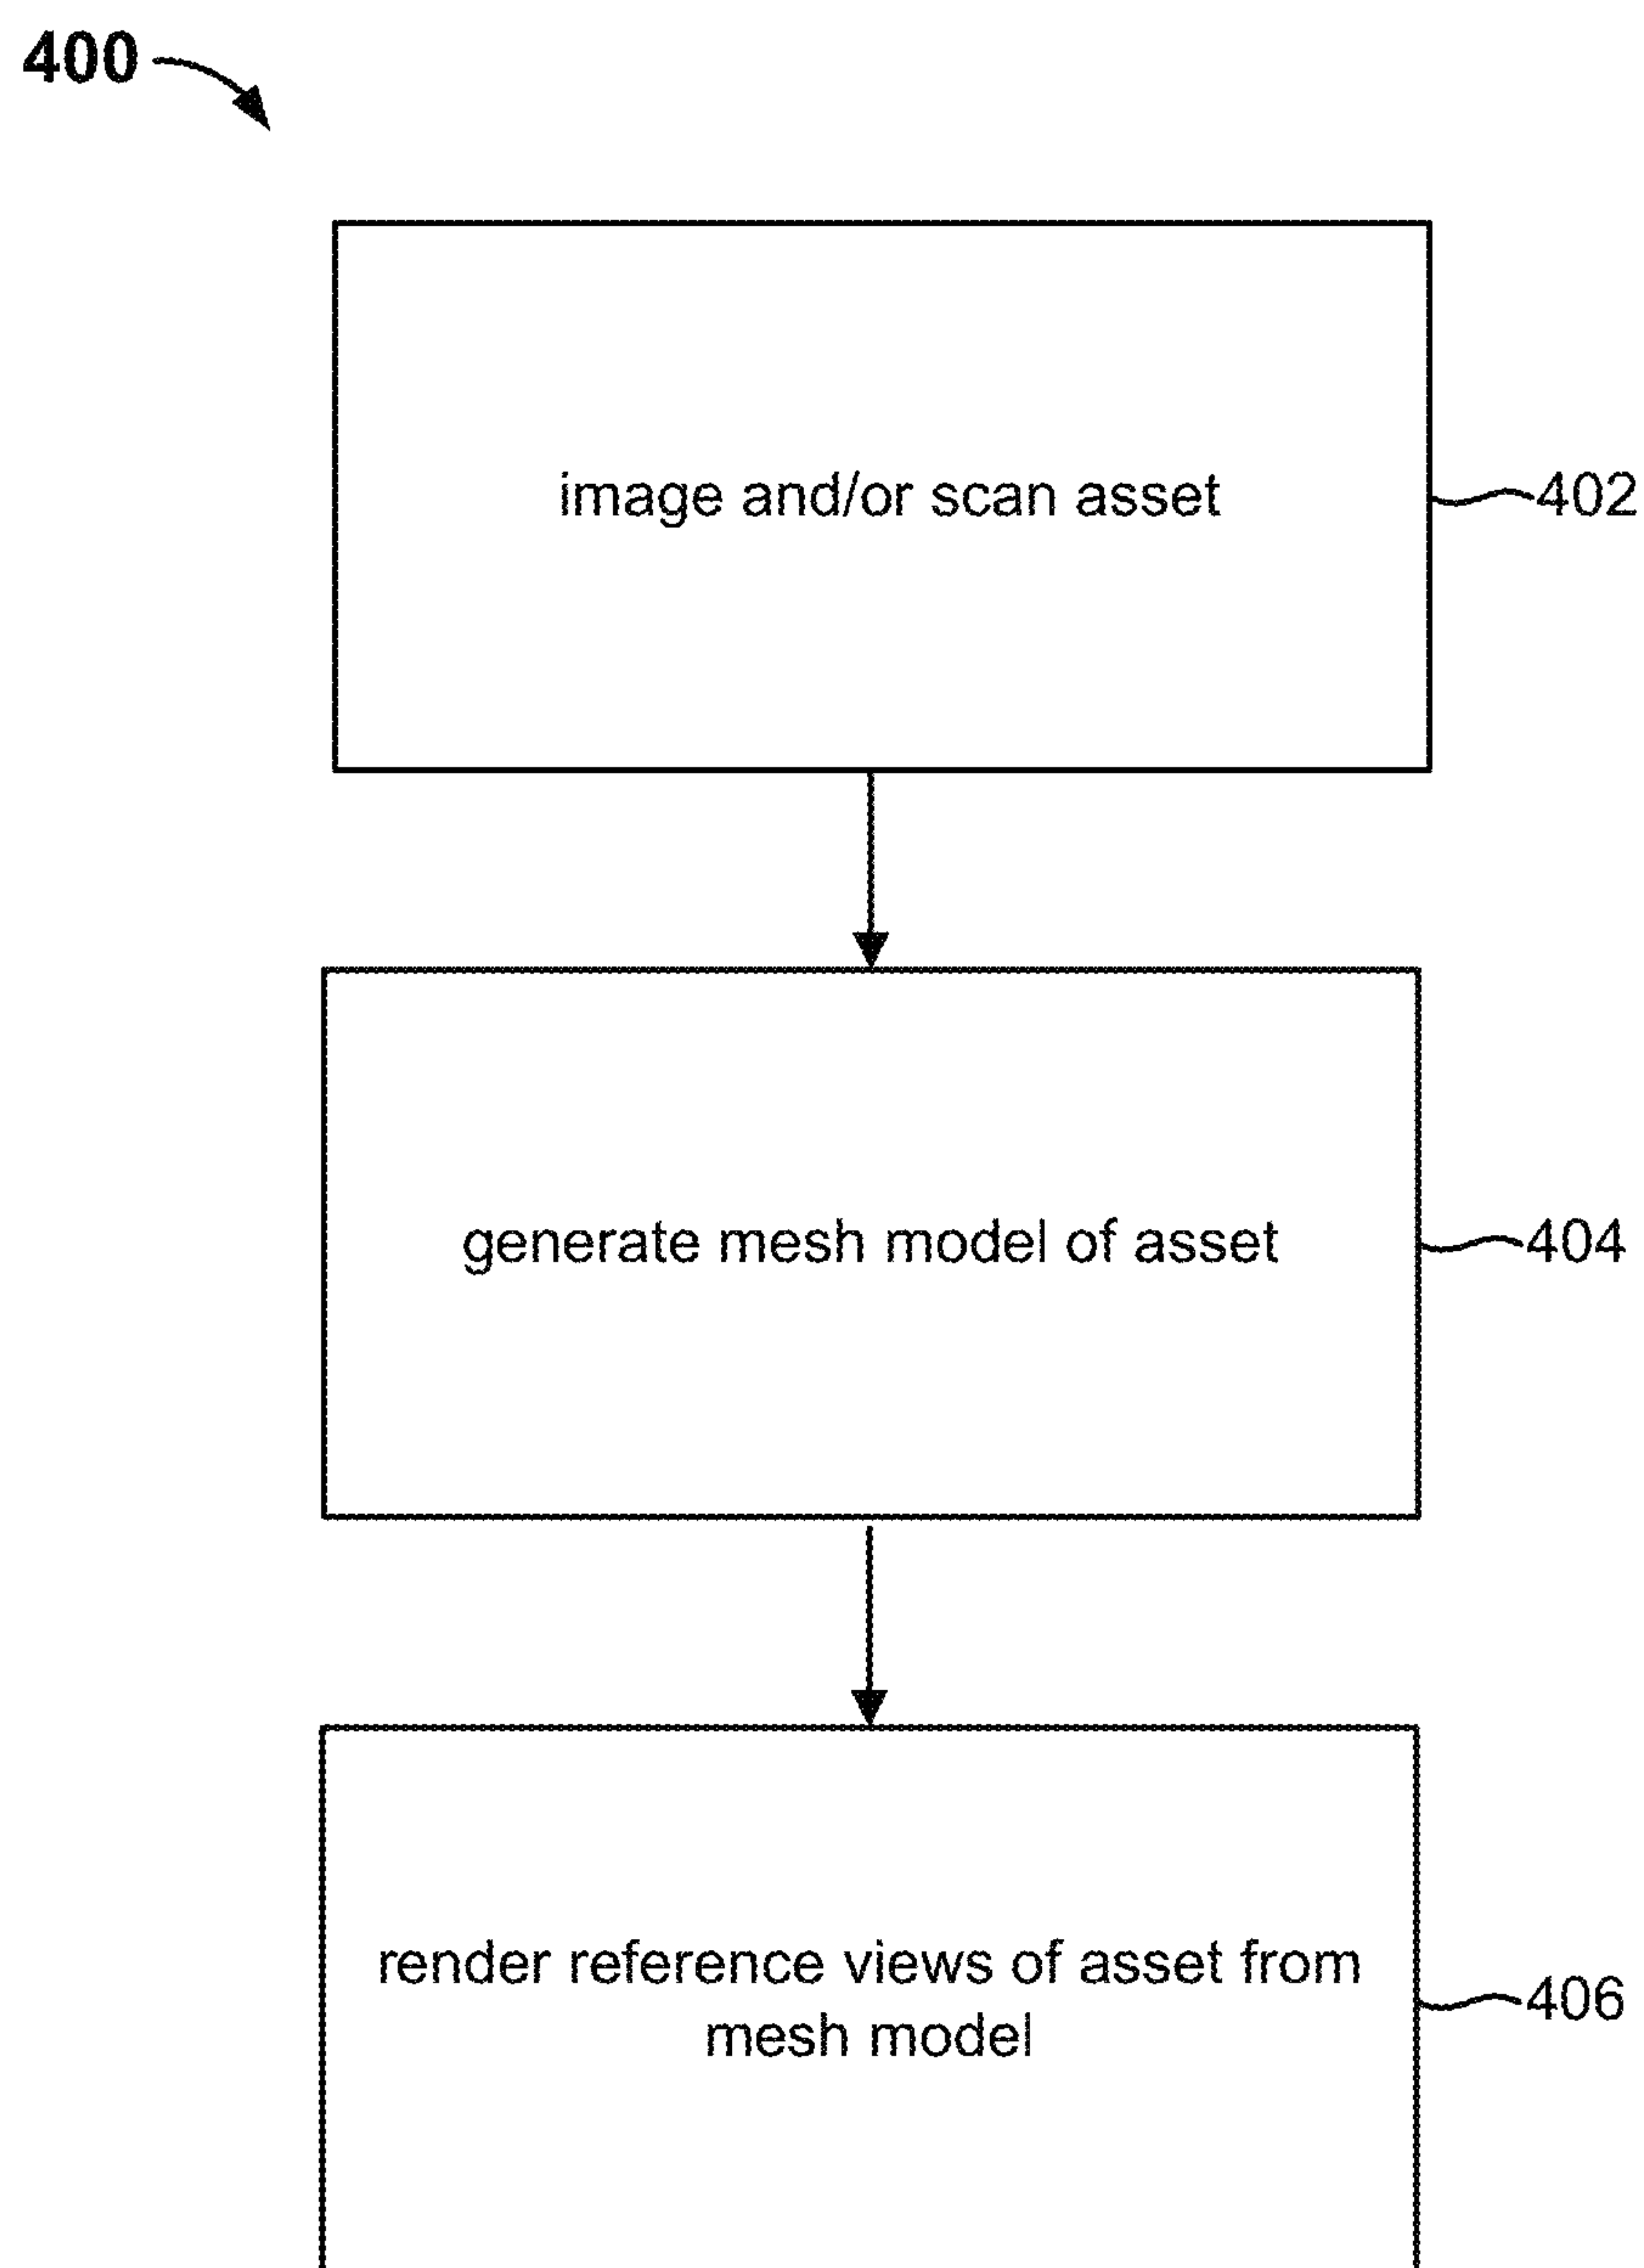 400
image and/or scan asset
402
generate mesh model of asset
404
render reference views of asset from
mesh model
406